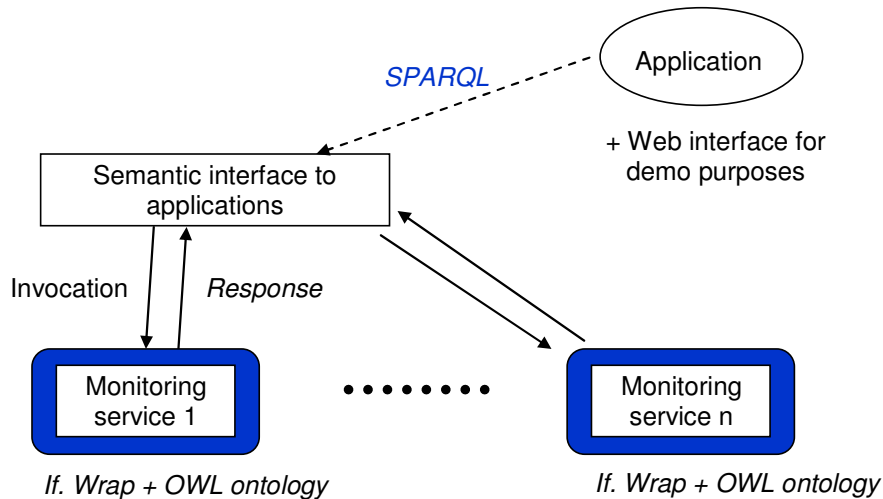 SPARQL
Application
+ Web interface for
demo purposes
Semantic interface to
applications
Invocation
Response
Monitoring
service 1
Monitoring
service n
If. Wrap + OWL ontology
If. Wrap + OWL ontology